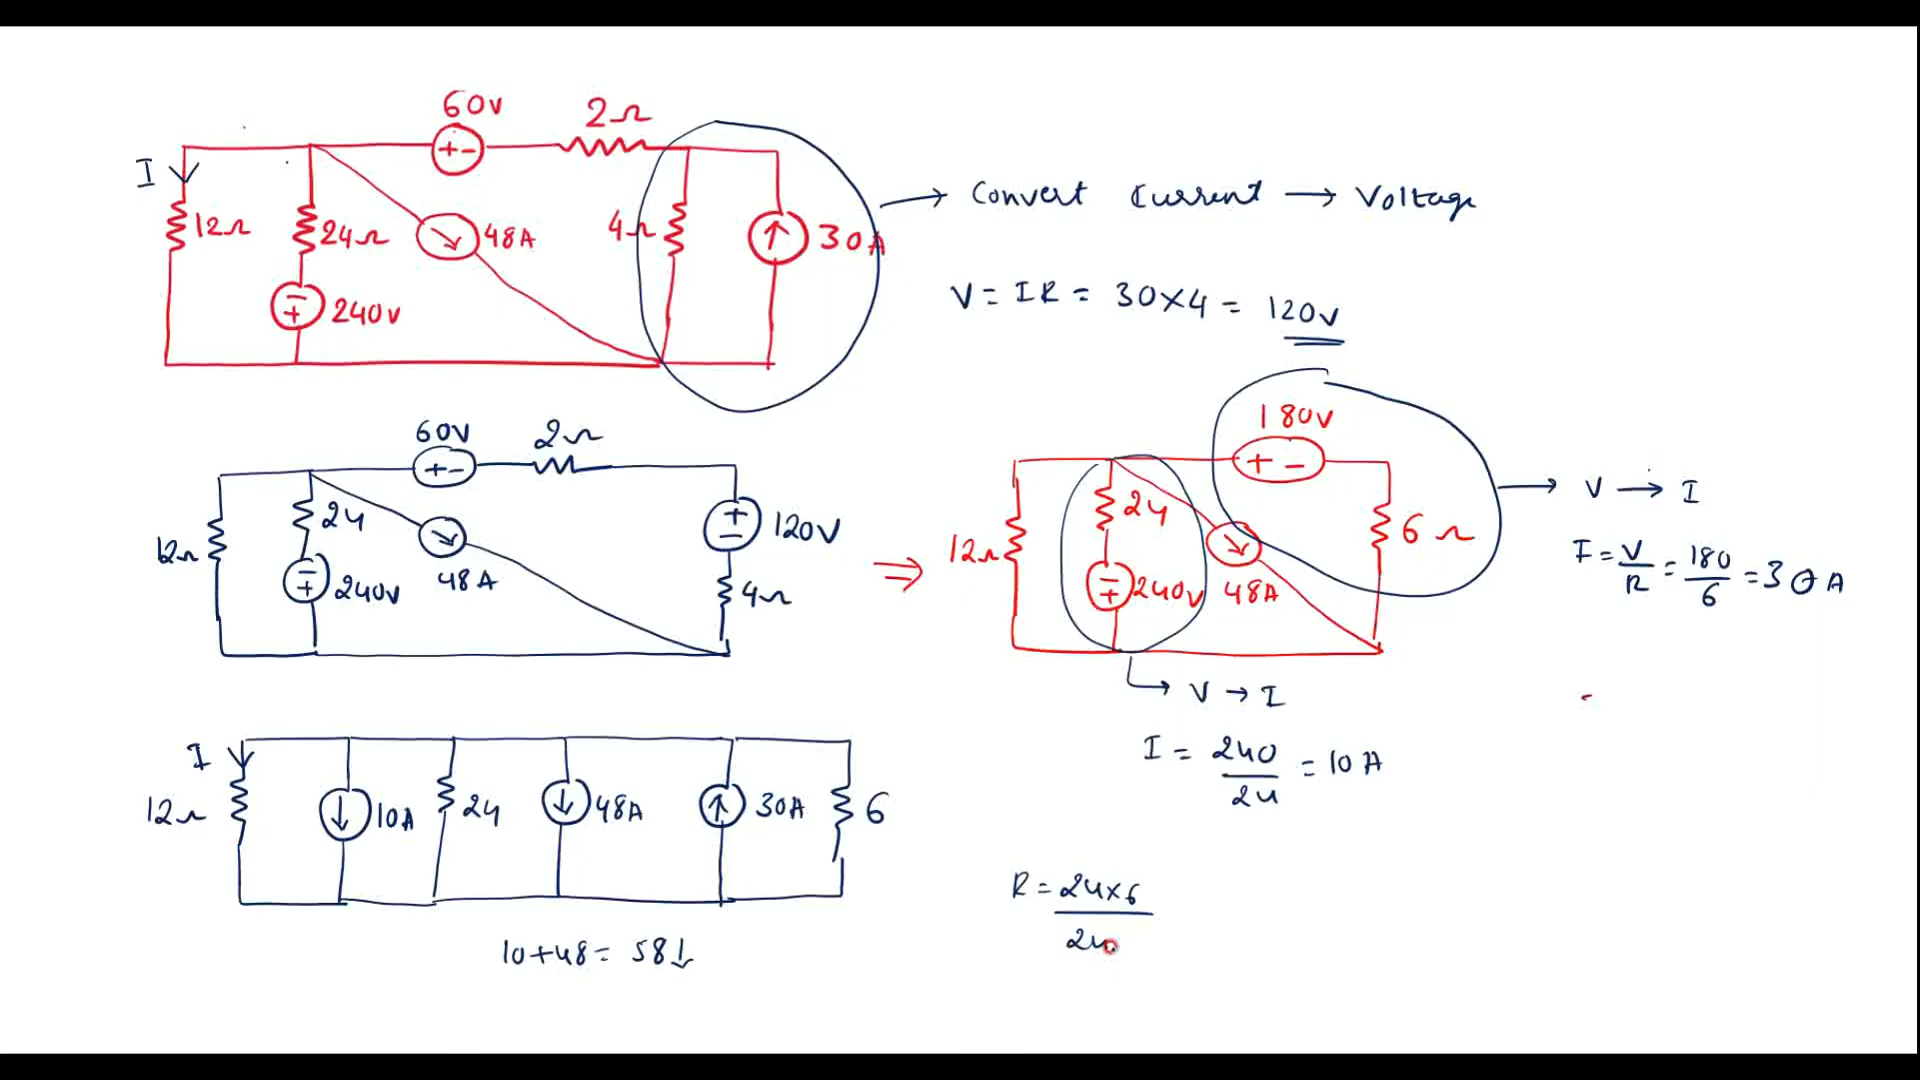 60v
2Ω
I
12Ω
24Ω
48A
4Ω
30A
240v
+ -
- +
Convert Current → Voltage
V = IR = 30×4 = 120v
60V
2Ω
+ -
12Ω
24
240v
- +
48A
+ -
120V
4Ω
⇒
180v
+ -
12Ω
24
240v
- +
48A
6Ω
→ V → I
I = V/R = 180/6 = 30A
→ V → I
I = 240/24 = 10A
I
12Ω
10A
24
48A
30A
6
10+48 = 58↓
R = 24×6
24